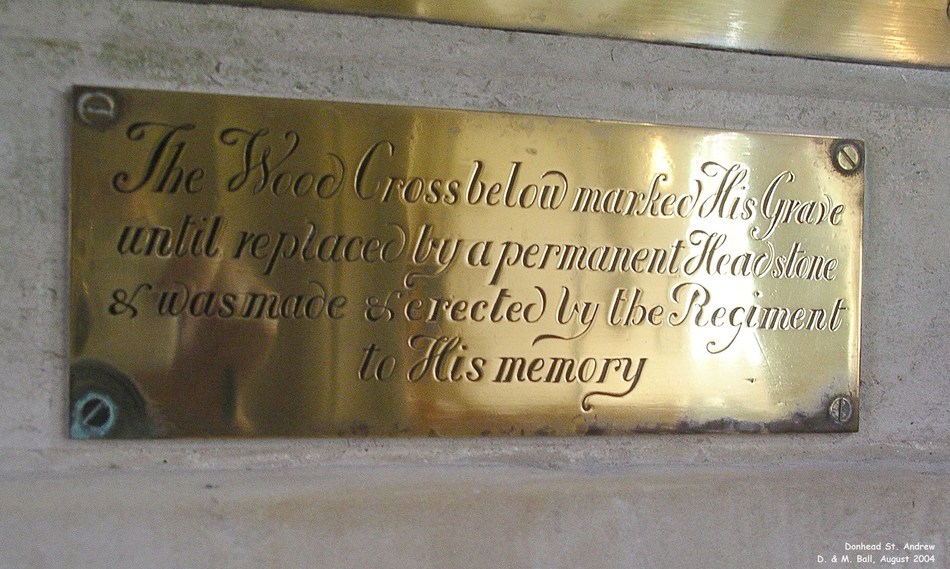 The Wood Cross below marked His Grave
until replaced by a permanent Headstone
& was made & erected by the Regiment
to His memory
Donhead St. Andrew
D. & M. Ball, August 2004